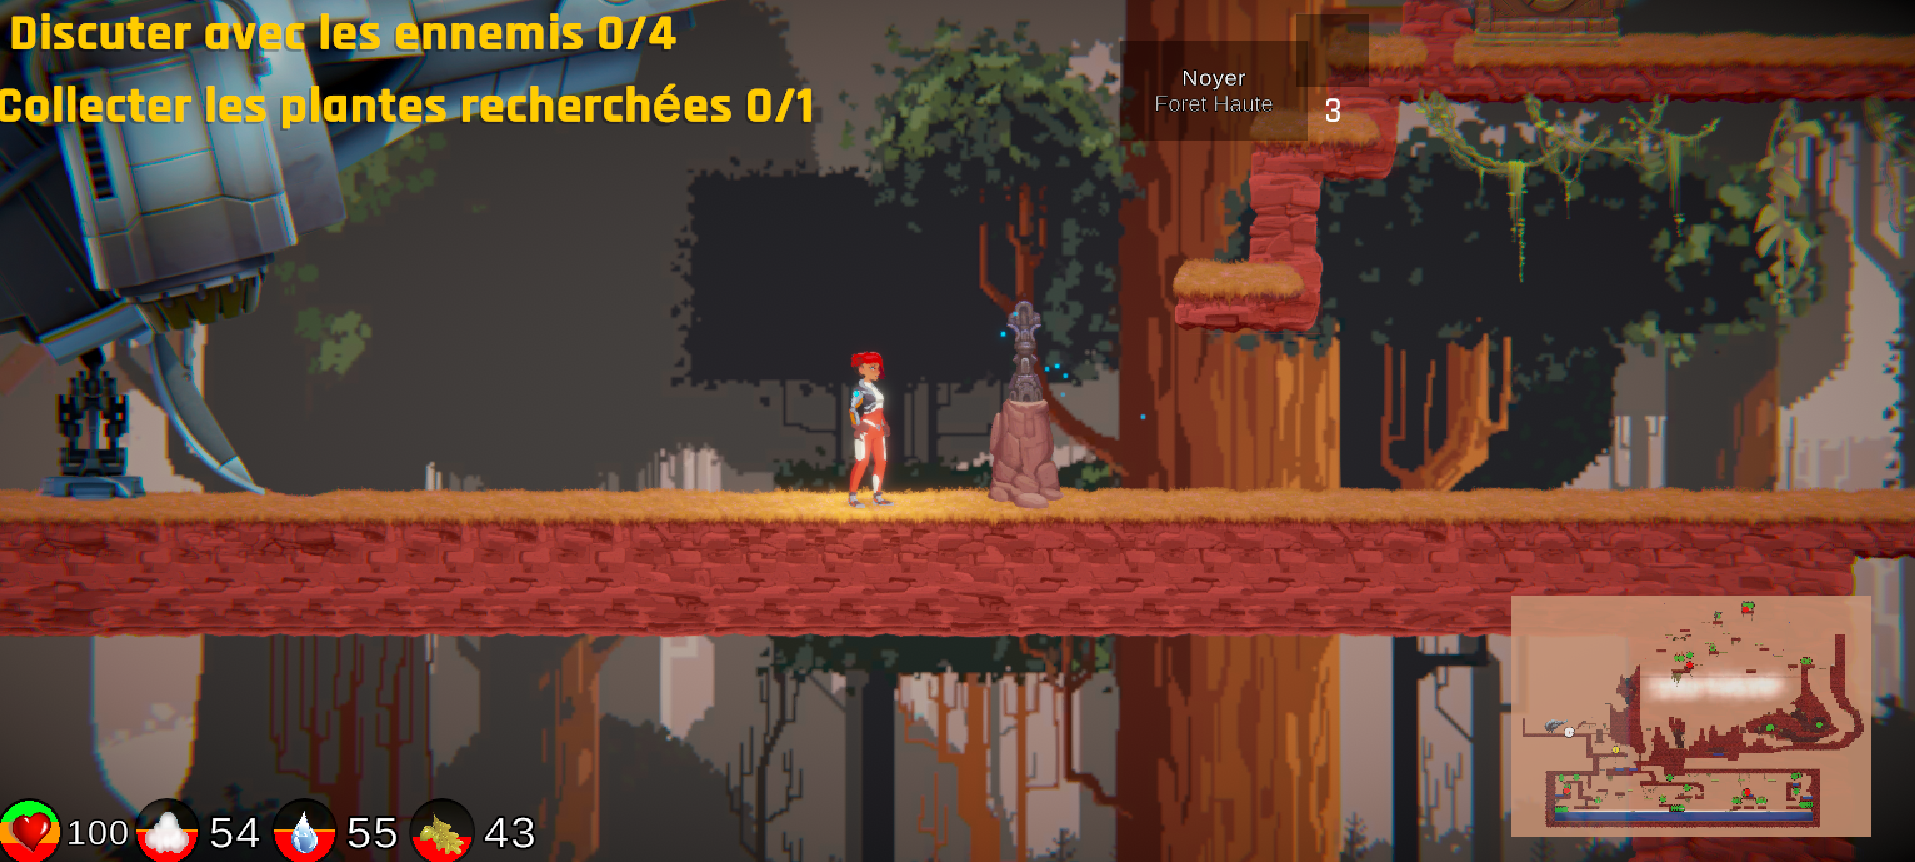 Discuter avec les ennemis 0/4
Collecter les plantes recherchées 0/1
Noyer
Foret Haute
3
100
54
55
43